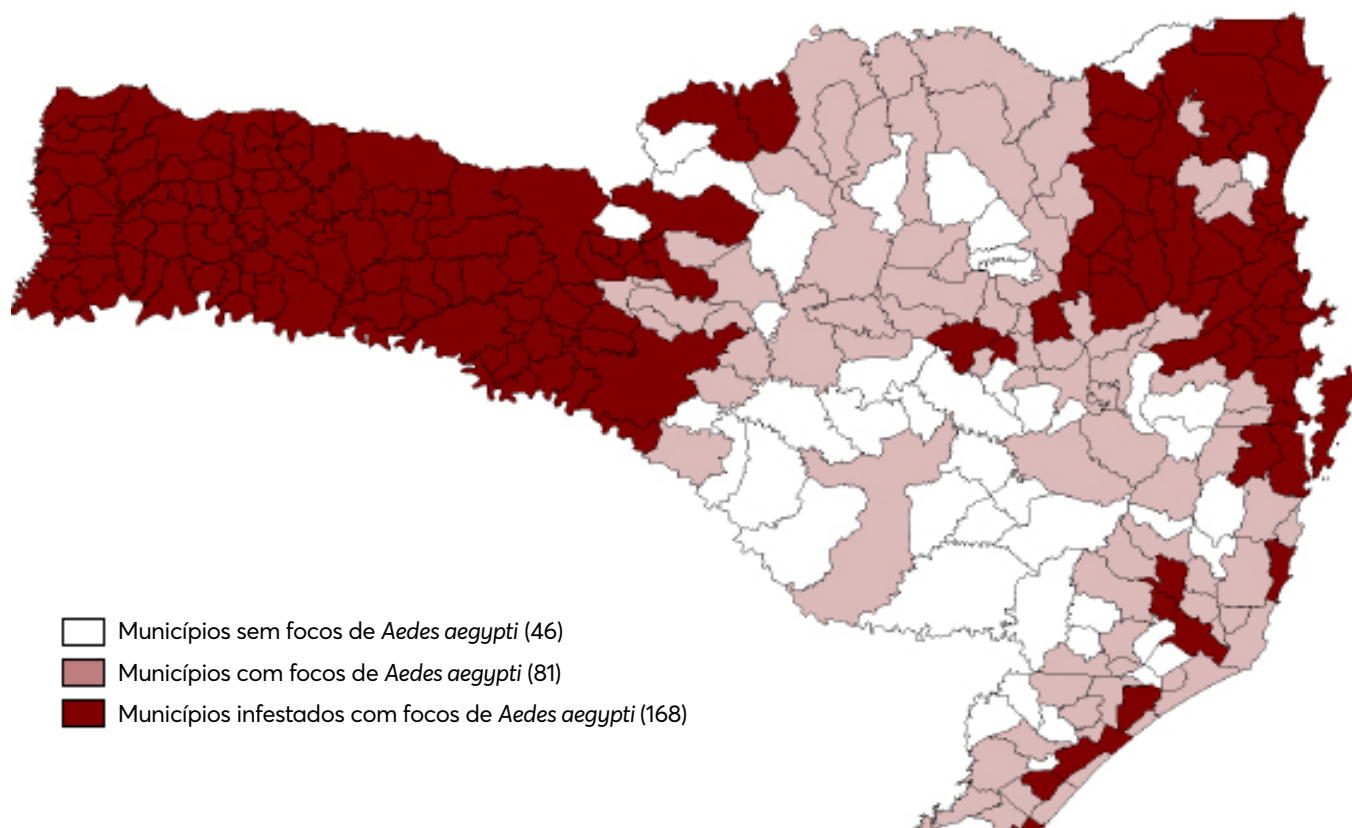 Municípios sem focos de Aedes aegypti (46)
Municípios com focos de Aedes aegypti (81)
Municípios infestados com focos de Aedes aegypti (168)